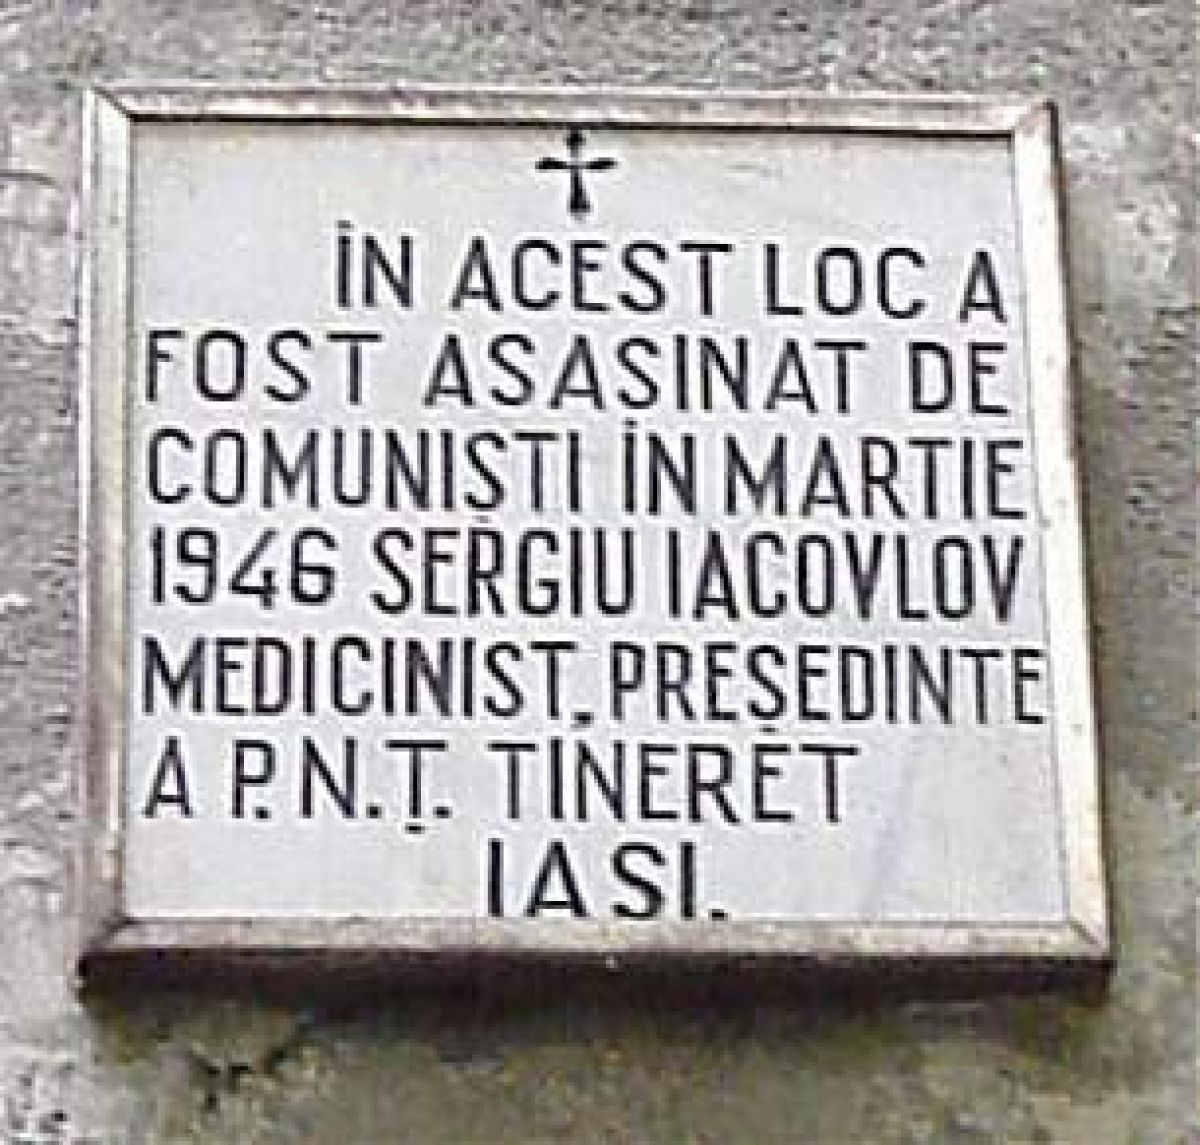 ÎN ACEST LOC A
FOST ASASINAT DE
COMUNIȘTI ÎN MARTIE
1946 SERGIU IACOVLOV
MEDICINIST, PREȘEDINTE
A P.N.Ț. TINERET
IAȘI.